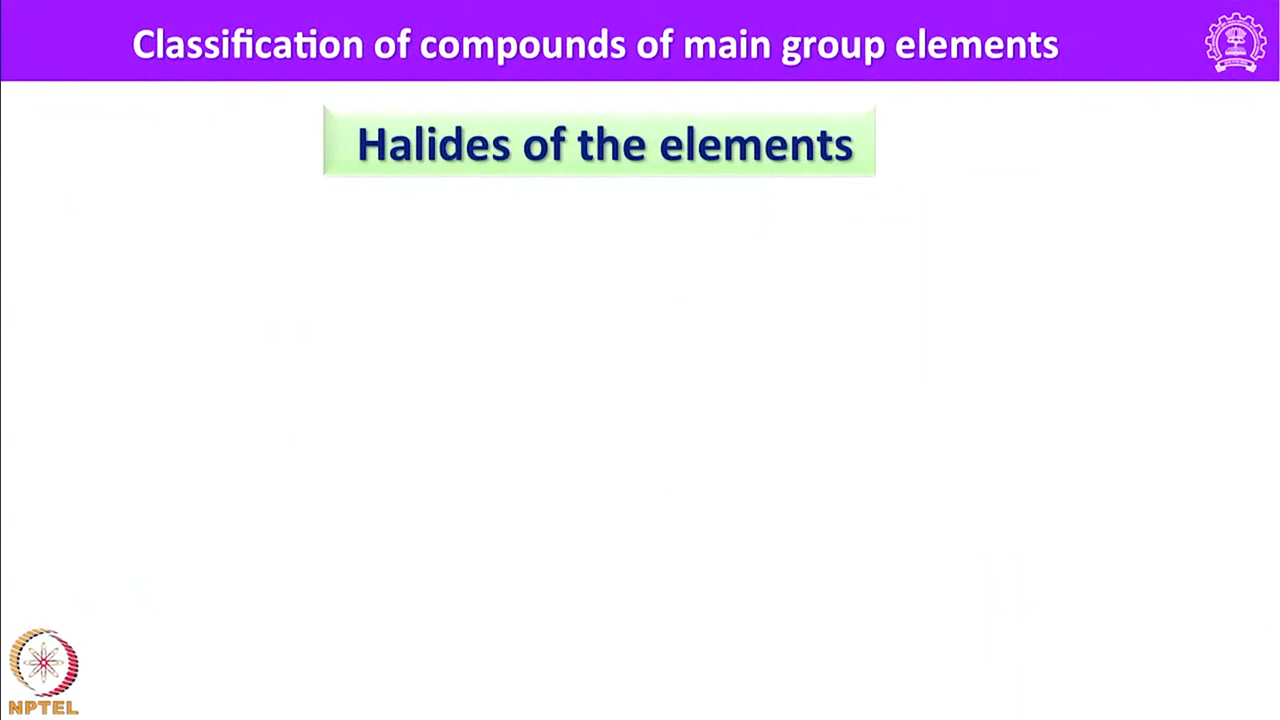 Classification of compounds of main group elements
Halides of the elements
NPTEL